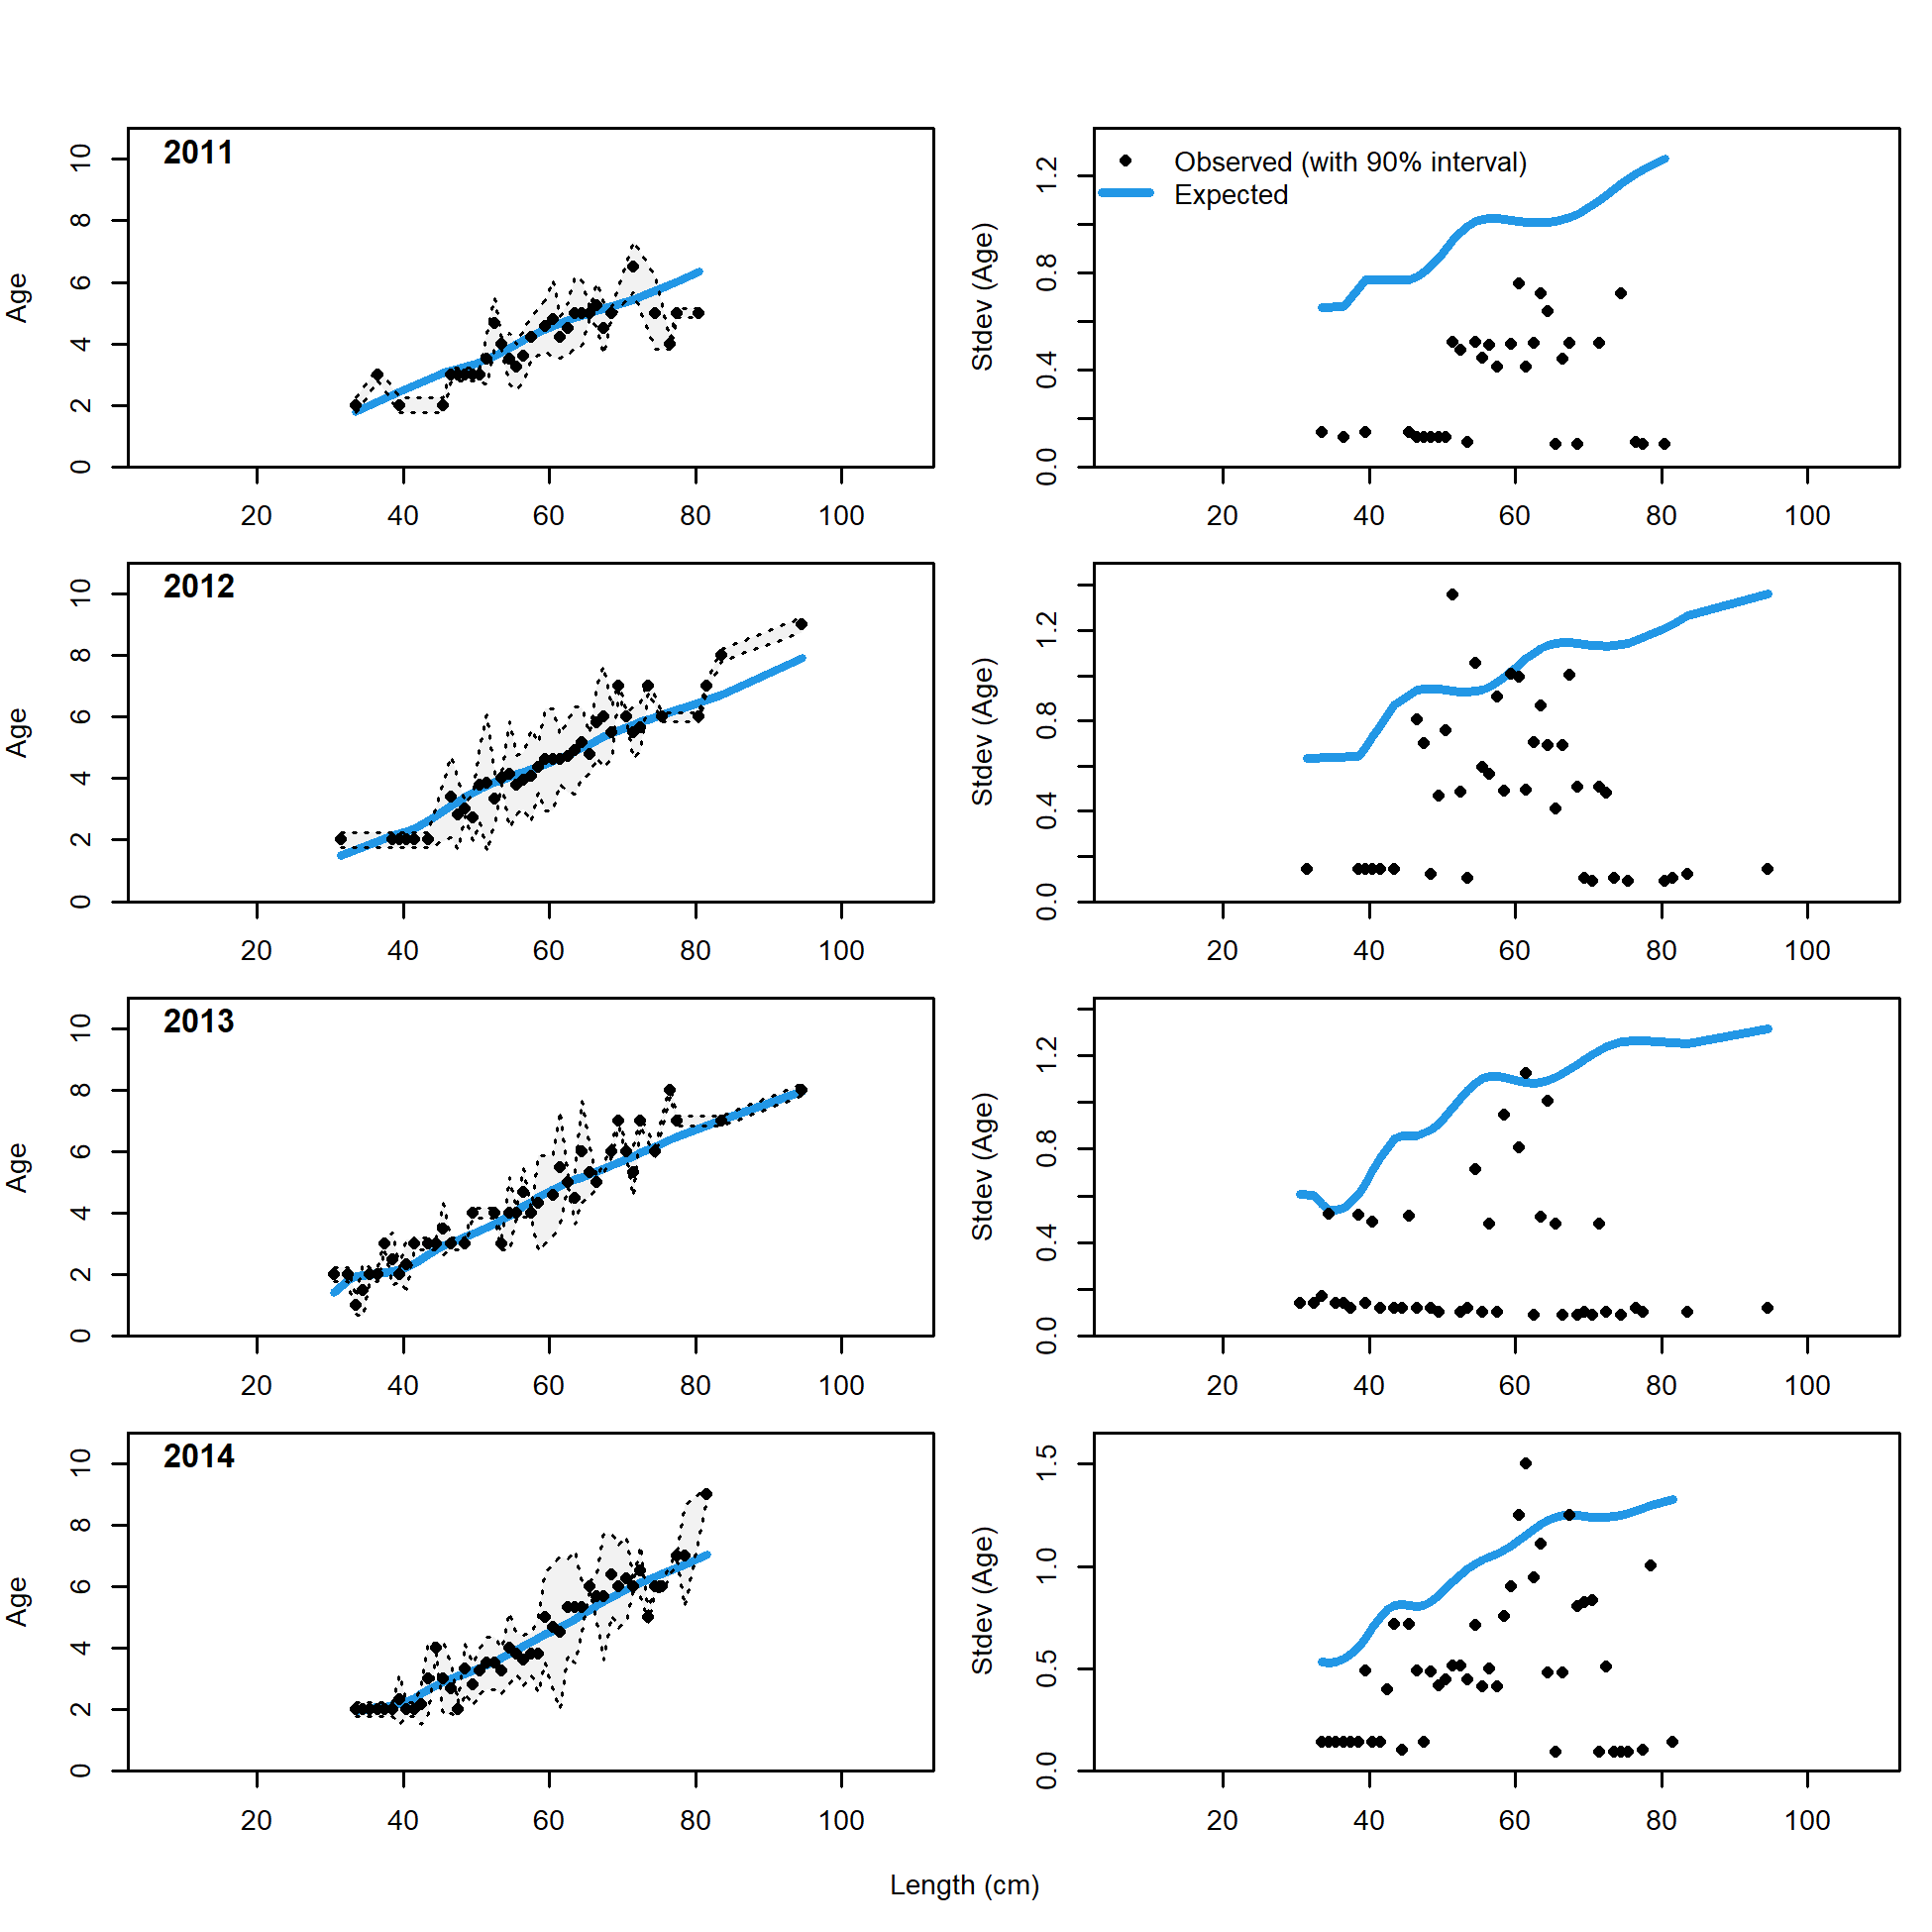 2011
Age
0 2 4 6 8 10
20 40 60 80 100
Observed (with 90% interval)
Expected
Stdev (Age)
0.0 0.4 0.8 1.2
20 40 60 80 100
2012
Age
0 2 4 6 8 10
20 40 60 80 100
Stdev (Age)
0.0 0.4 0.8 1.2
20 40 60 80 100
2013
Age
0 2 4 6 8 10
20 40 60 80 100
Stdev (Age)
0.0 0.4 0.8 1.2
20 40 60 80 100
2014
Age
0 2 4 6 8 10
20 40 60 80 100
Stdev (Age)
0.0 0.5 1.0 1.5
20 40 60 80 100
Length (cm)